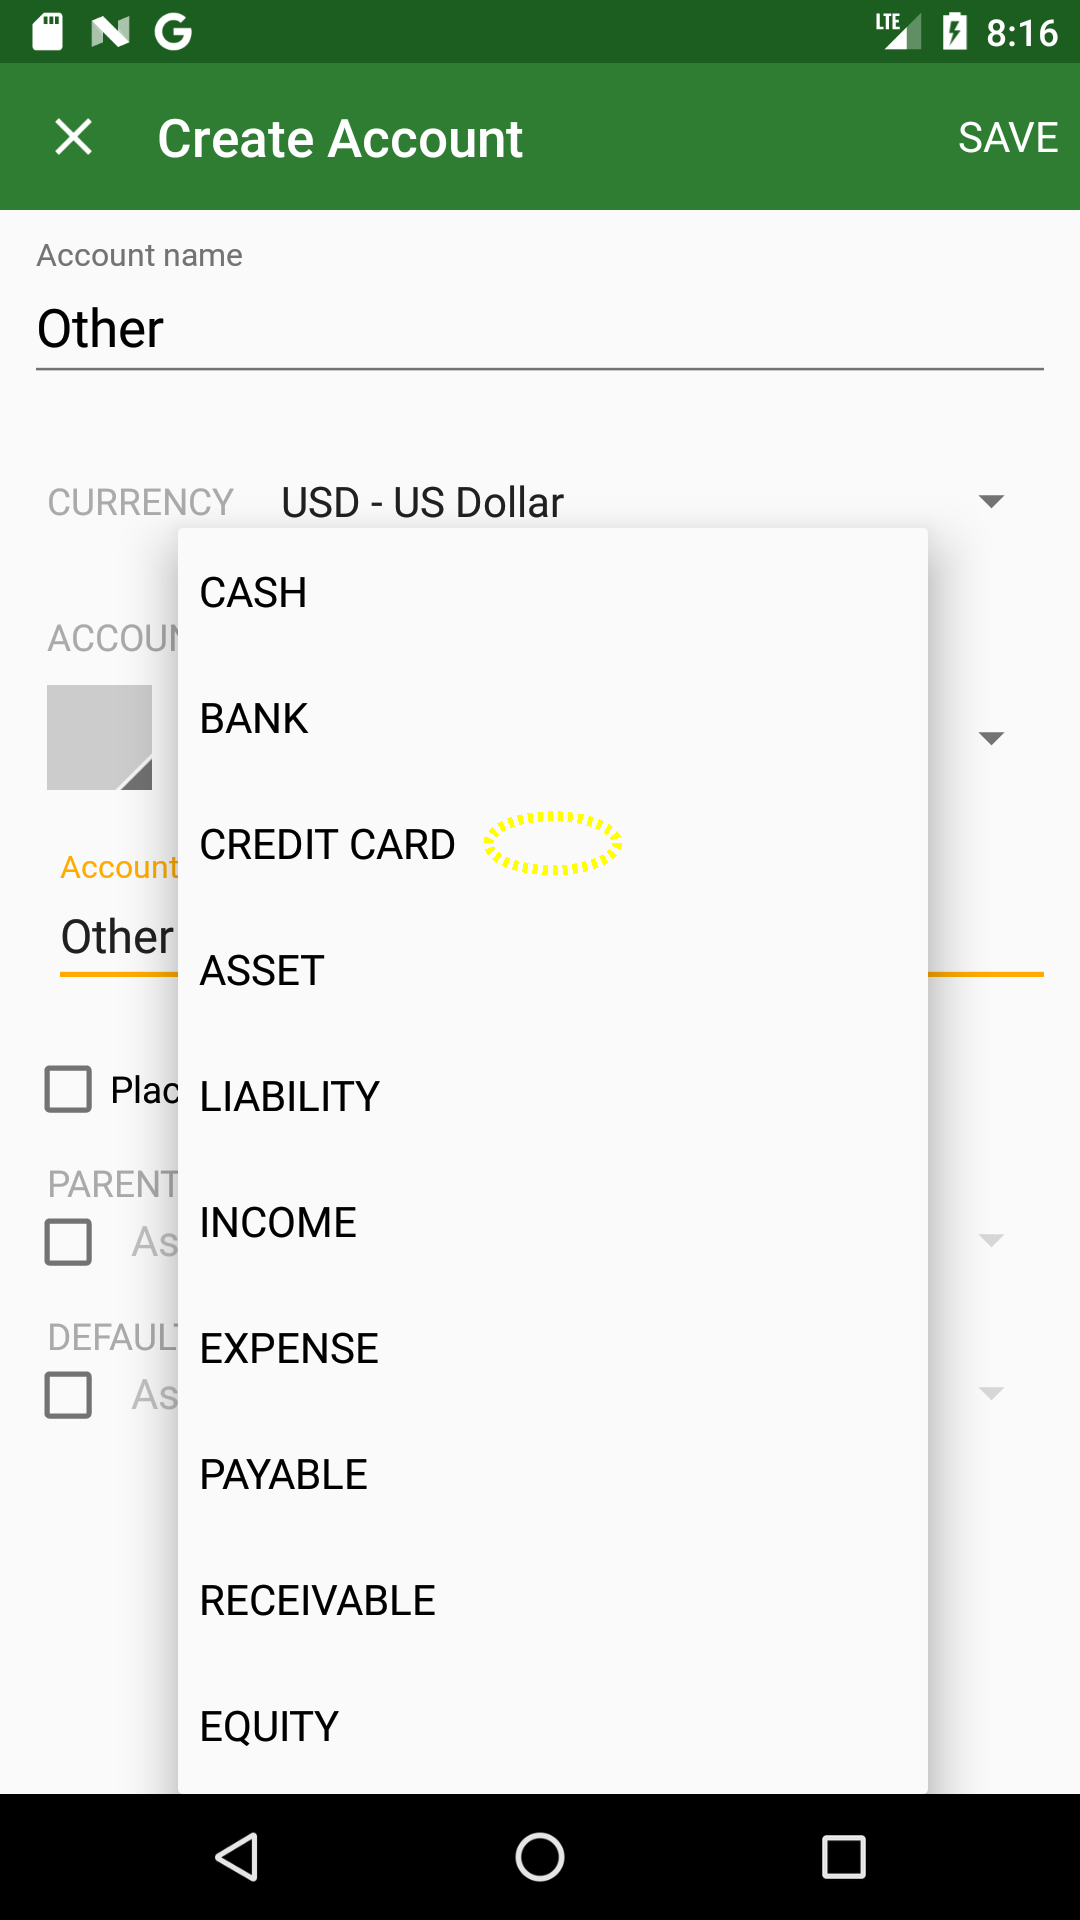 LTE 8:16
Create Account SAVE
Account name
Other
CURRENCY USD - US Dollar
CASH
ACCOUN
BANK
CREDIT CARD
Account
Other
ASSET
Plac
LIABILITY
PARENT
INCOME
As
DEFAULT
EXPENSE
As
PAYABLE
RECEIVABLE
EQUITY